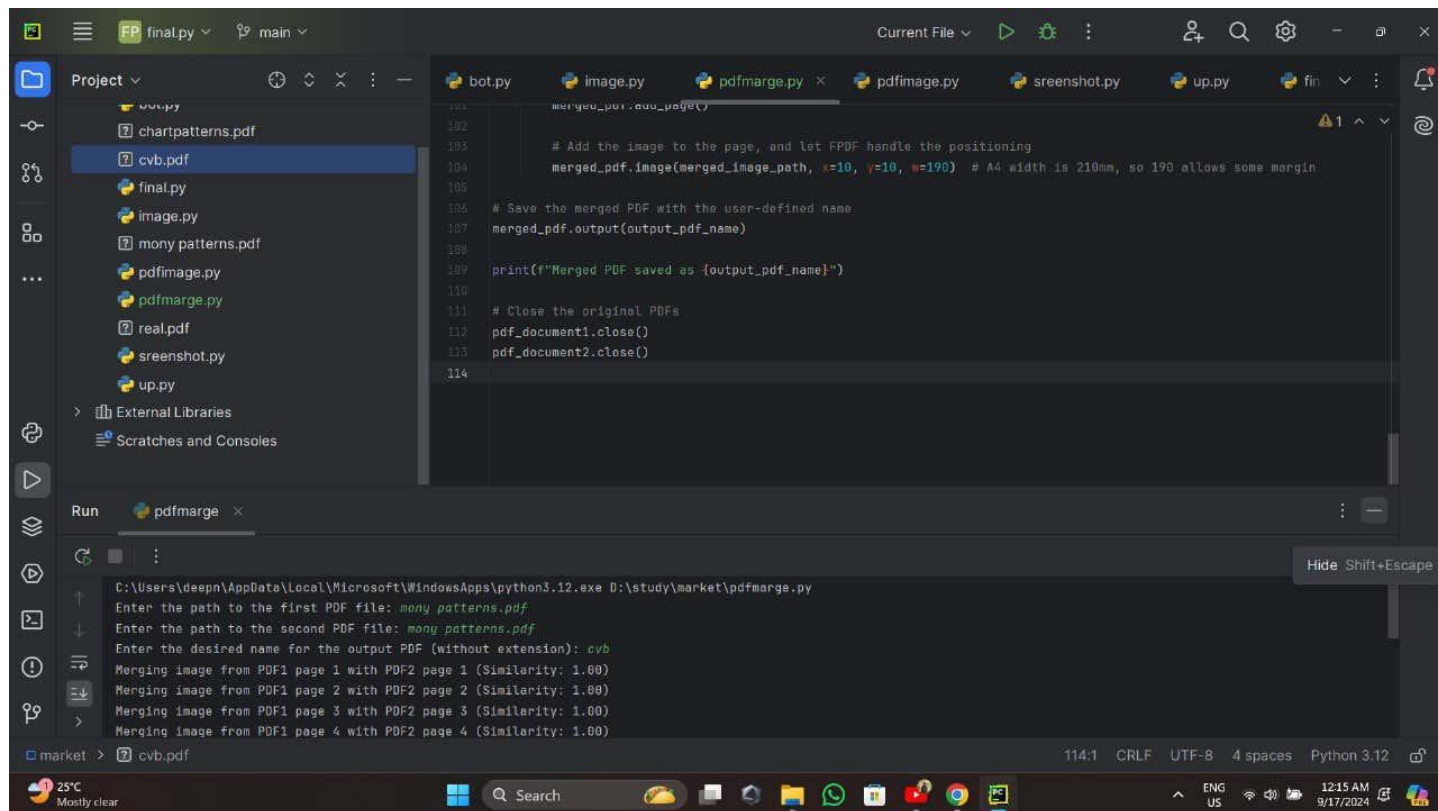 PC FP final.py main Current File
Project
bot.py image.py pdfmarge.py pdfimage.py sreenshot.py up.py fin
bot.py
chartpatterns.pdf
cvb.pdf
final.py
image.py
mony patterns.pdf
pdfimage.py
pdfmarge.py
real.pdf
sreenshot.py
up.py
External Libraries
Scratches and Consoles
101 merged_pdf.add_page()
102
103 # Add the image to the page, and let FPDF handle the positioning
104 merged_pdf.image(merged_image_path, x=10, y=10, w=190) # A4 width is 210mm, so 190 allows some margin
105
106 # Save the merged PDF with the user-defined name
107 merged_pdf.output(output_pdf_name)
108
109 print(f"Merged PDF saved as {output_pdf_name}")
110
111 # Close the original PDFs
112 pdf_document1.close()
113 pdf_document2.close()
114
1
Run pdfmarge
Hide Shift+Escape
C:\Users\deepn\AppData\Local\Microsoft\WindowsApps\python3.12.exe D:\study\market\pdfmarge.py
Enter the path to the first PDF file: mony patterns.pdf
Enter the path to the second PDF file: mony patterns.pdf
Enter the desired name for the output PDF (without extension): cvb
Merging image from PDF1 page 1 with PDF2 page 1 (Similarity: 1.00)
Merging image from PDF1 page 2 with PDF2 page 2 (Similarity: 1.00)
Merging image from PDF1 page 3 with PDF2 page 3 (Similarity: 1.00)
Merging image from PDF1 page 4 with PDF2 page 4 (Similarity: 1.00)
market > cvb.pdf 114:1 CRLF UTF-8 4 spaces Python 3.12
1
25°C
Mostly clear
Search
PC
ENG
US
12:15 AM
9/17/2024